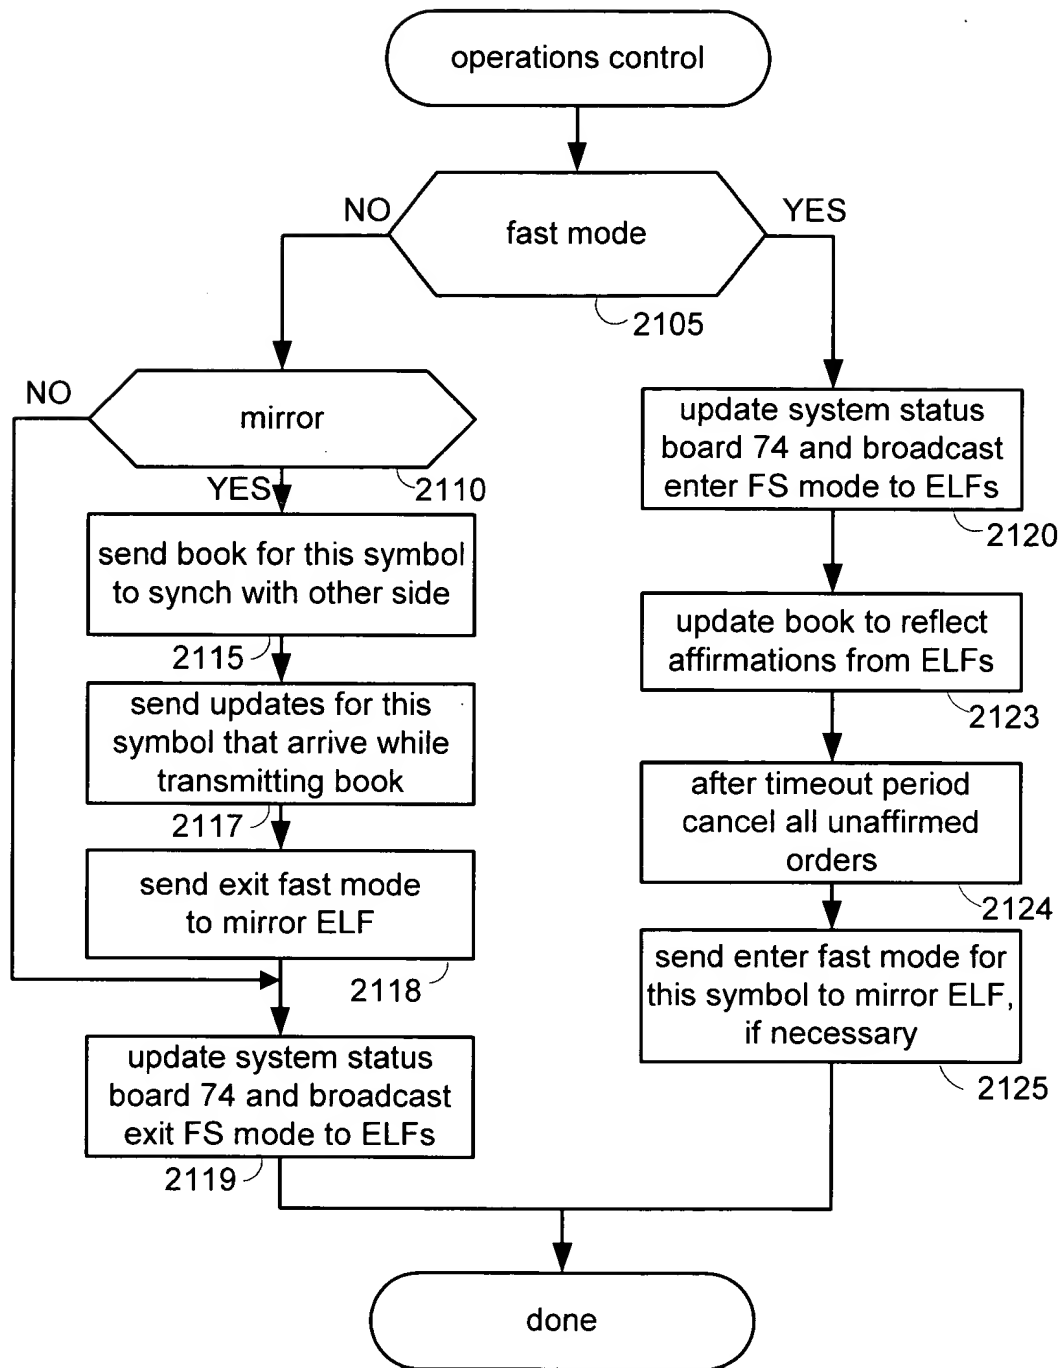 operations control
NO
YES
fast mode
2105
NO
mirror
2110
YES
send book for this symbol
to synch with other side
2115
send updates for this
symbol that arrive while
transmitting book
2117
send exit fast mode
to mirror ELF
2118
update system status
board 74 and broadcast
exit FS mode to ELFs
2119
update system status
board 74 and broadcast
enter FS mode to ELFs
2120
update book to reflect
affirmations from ELFs
2123
after timeout period
cancel all unaffirmed
orders
2124
send enter fast mode for
this symbol to mirror ELF,
if necessary
2125
done